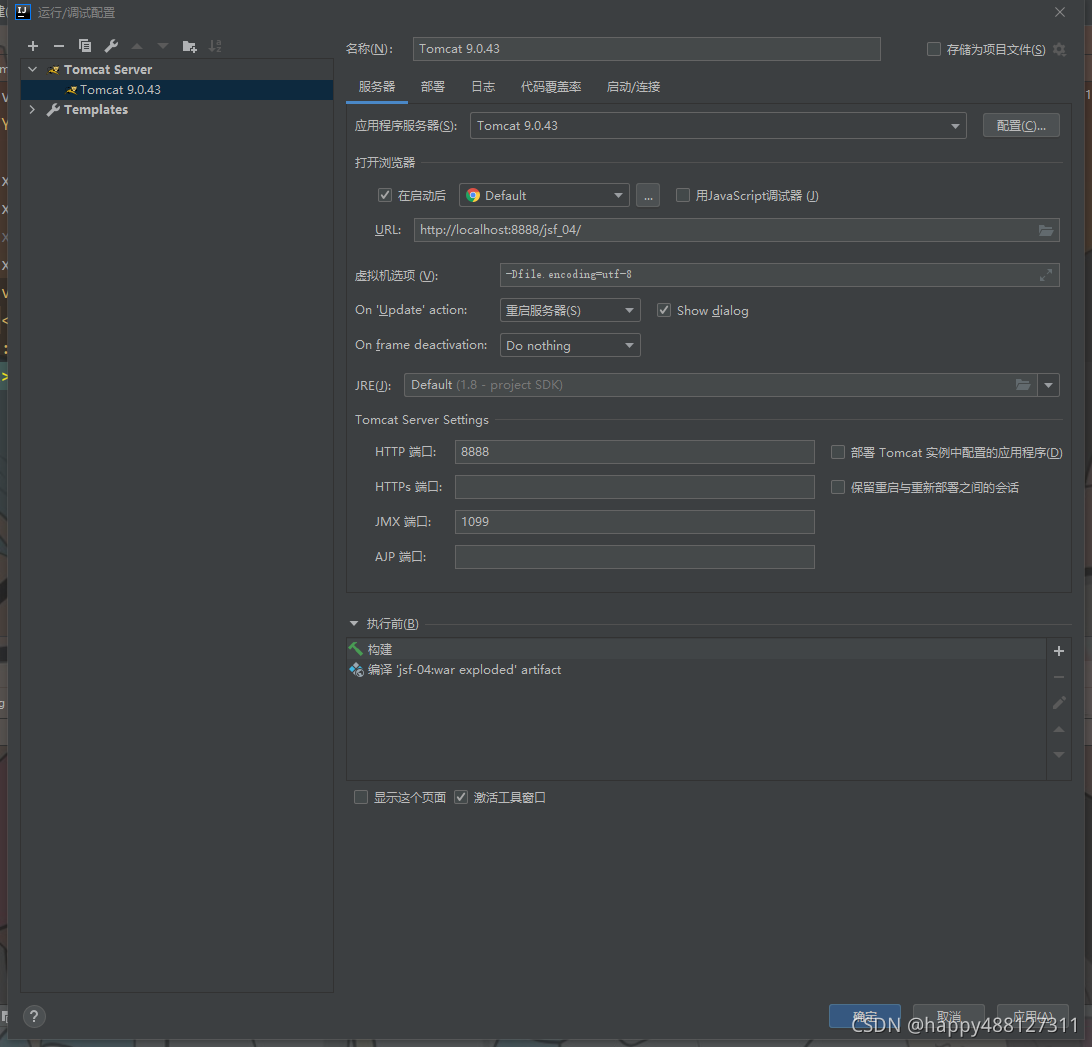 运行/调试配置
名称(N): Tomcat 9.0.43 存储为项目文件(S)
Tomcat Server
Tomcat 9.0.43
Templates
服务器 部署 日志 代码覆盖率 启动/连接
应用程序服务器(S): Tomcat 9.0.43 配置(C)...
打开浏览器
在启动后 Default ... 用JavaScript调试器 (J)
URL: http://localhost:8888/jsf_04/
虚拟机选项 (V): -Dfile.encoding=utf-8
On 'Update' action: 重启服务器(S) Show dialog
On frame deactivation: Do nothing
JRE(J): Default (1.8 - project SDK)
Tomcat Server Settings
HTTP 端口: 8888 部署 Tomcat 实例中配置的应用程序(D)
HTTPs 端口: 保留重启与重新部署之间的会话
JMX 端口: 1099
AJP 端口:
执行前(B)
构建
编译 'jsf-04:war exploded' artifact
显示这个页面 激活工具窗口
? 确定 取消 应用(A)
CSDN @happy488127311